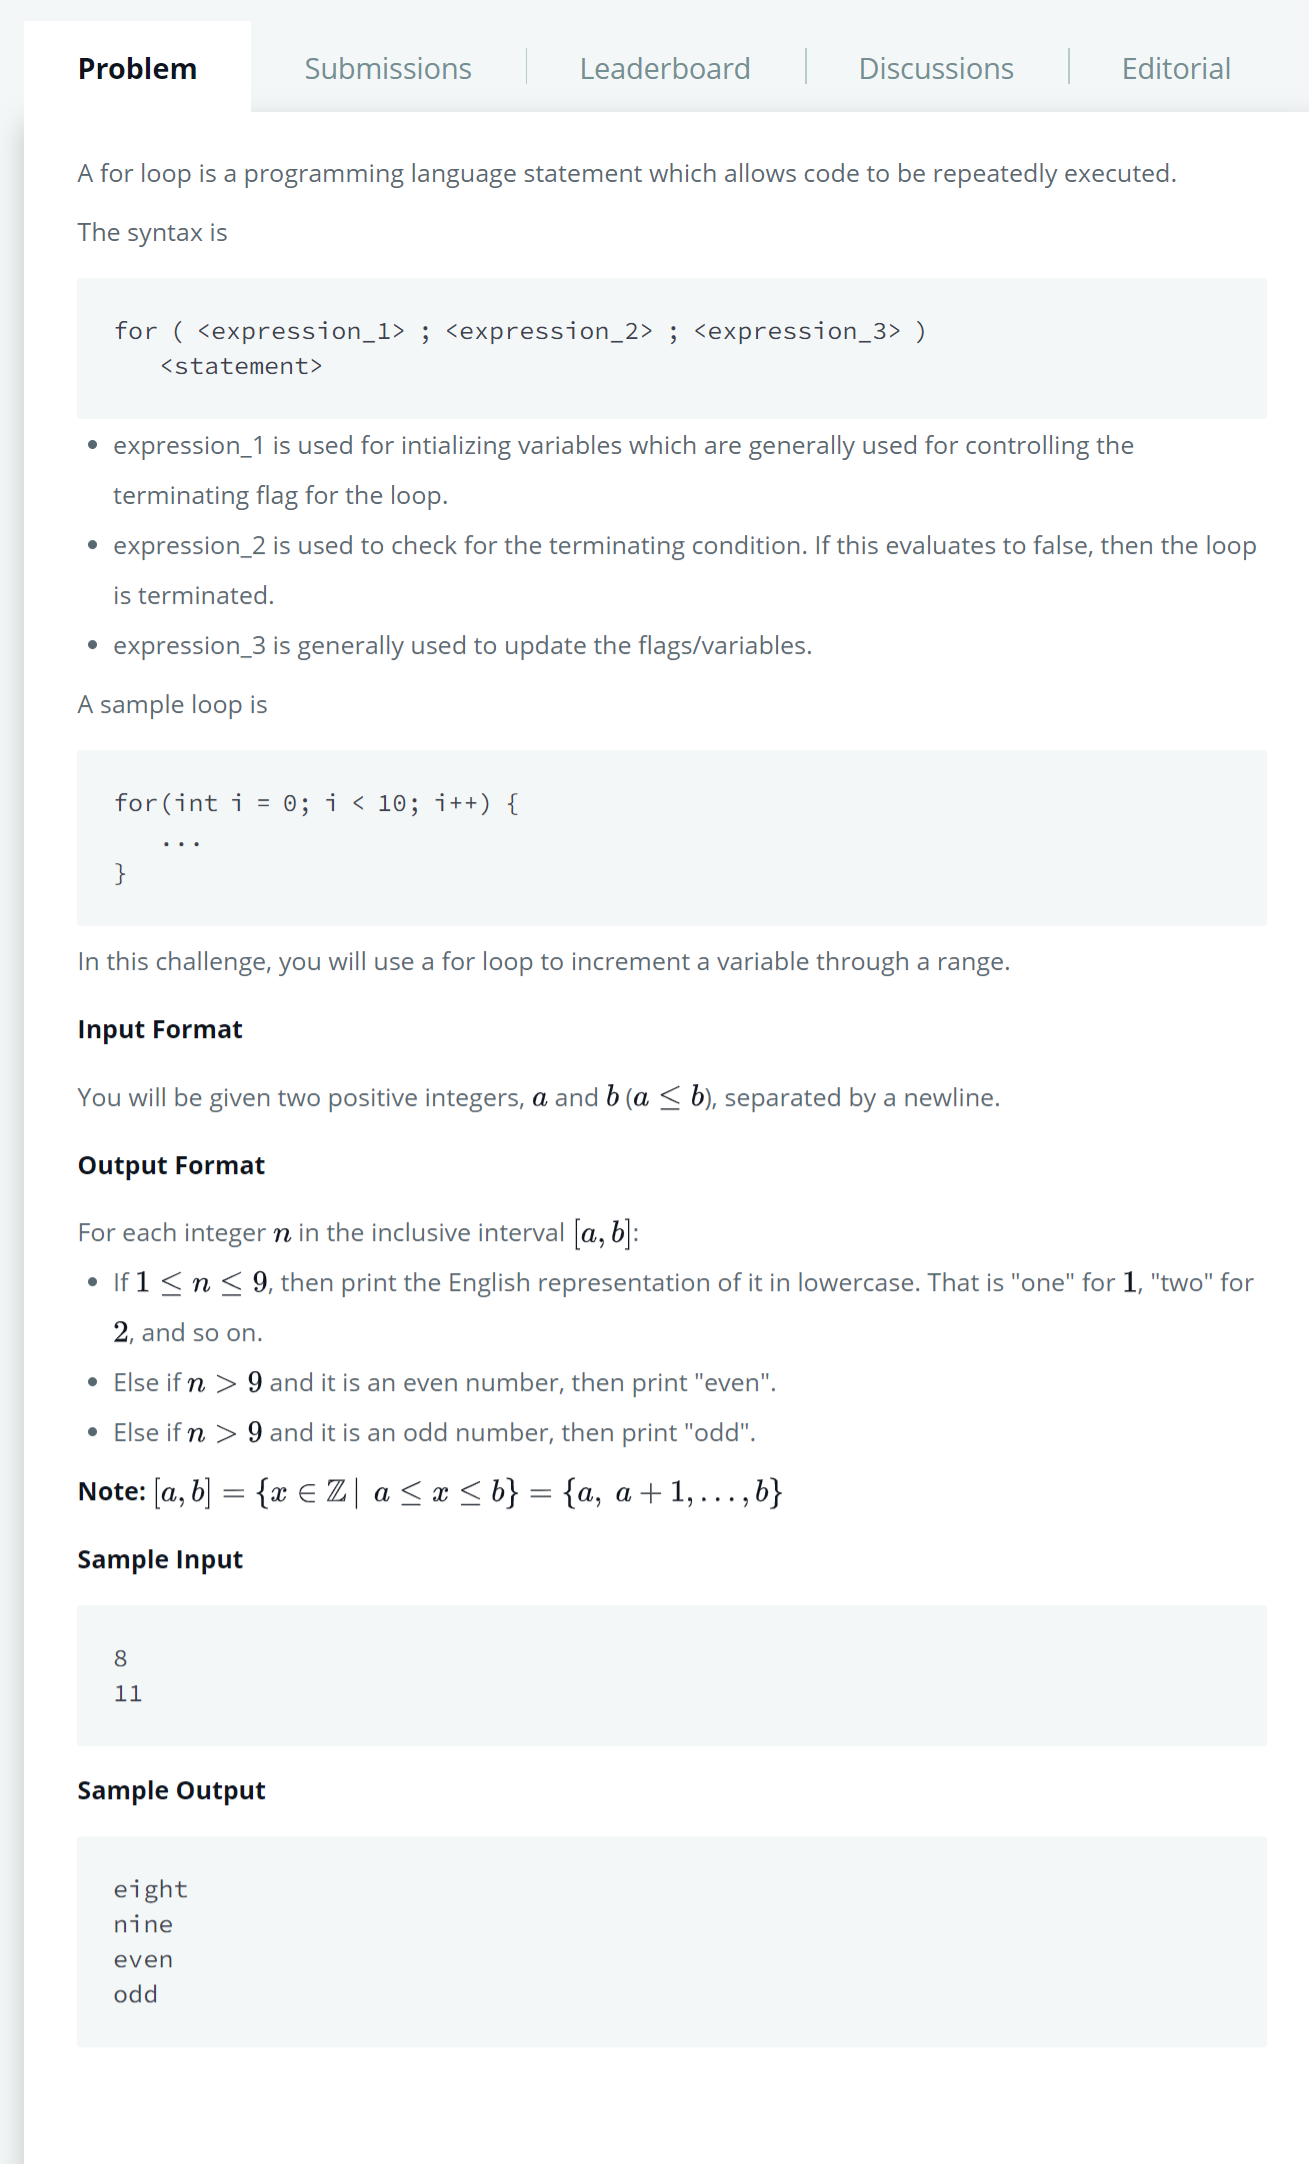 Problem
Submissions
Leaderboard
Discussions
Editorial
A for loop is a programming language statement which allows code to be repeatedly executed.
The syntax is
for ( <expression_1> ; <expression_2> ; <expression_3> )
<statement>
• expression_1 is used for intializing variables which are generally used for controlling the
terminating flag for the loop.
• expression_2 is used to check for the terminating condition. If this evaluates to false, then the loop
is terminated.
• expression_3 is generally used to update the flags/variables.
A sample loop is
for(int i = 0; i < 10; i++) {
...
}
In this challenge, you will use a for loop to increment a variable through a range.
Input Format
You will be given two positive integers, a and b (a ≤ b), separated by a newline.
Output Format
For each integer n in the inclusive interval [a, b]:
• If 1 ≤ n ≤ 9, then print the English representation of it in lowercase. That is "one" for 1, "two" for
2, and so on.
• Else if n > 9 and it is an even number, then print "even".
• Else if n > 9 and it is an odd number, then print "odd".
Note: [a, b] = {x ∈ ℤ | a ≤ x ≤ b} = {a, a + 1, . . . , b}
Sample Input
8
11
Sample Output
eight
nine
even
odd